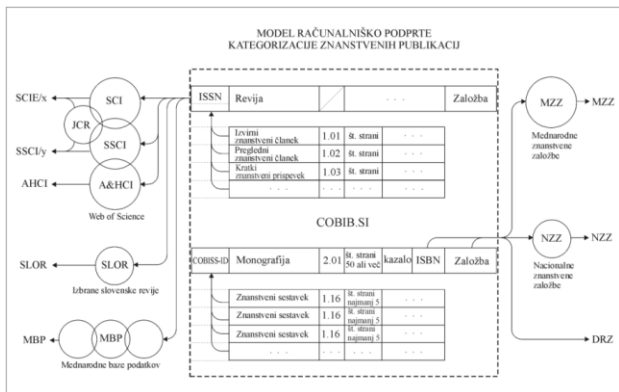 MODEL RAČUNALNIŠKO PODPRTE
KATEGORIZACIJE ZNANSTVENIH PUBLIKACIJ
SCIE/x
SCI
JCR
SSCI/y
SSCI
AHCI
A&HCI
Web of Science
SLOR
SLOR
Izbrane slovenske revije
MBP
MBP
Mednarodne baze podatkov
ISSN Revija . . . Založba
Izvirni
znanstveni članek 1.01 št. strani . . .
Pregledni
znanstveni članek 1.02 št. strani . . .
Kratki
znanstveni prispevek 1.03 št. strani . . .
. . . . . . . . . . . .
COBIB.SI
COBISS-ID Monografija 2.01 št. strani
50 ali več kazalo ISBN Založba
Znanstveni sestavek 1.16 št. strani
najmanj 5 . . .
Znanstveni sestavek 1.16 št. strani
najmanj 5 . . .
Znanstveni sestavek 1.16 št. strani
najmanj 5 . . .
. . . . . . . . . . . .
MZZ
MZZ
Mednarodne
znanstvene
založbe
NZZ
NZZ
Nacionalne
znanstvene
založbe
DRZ